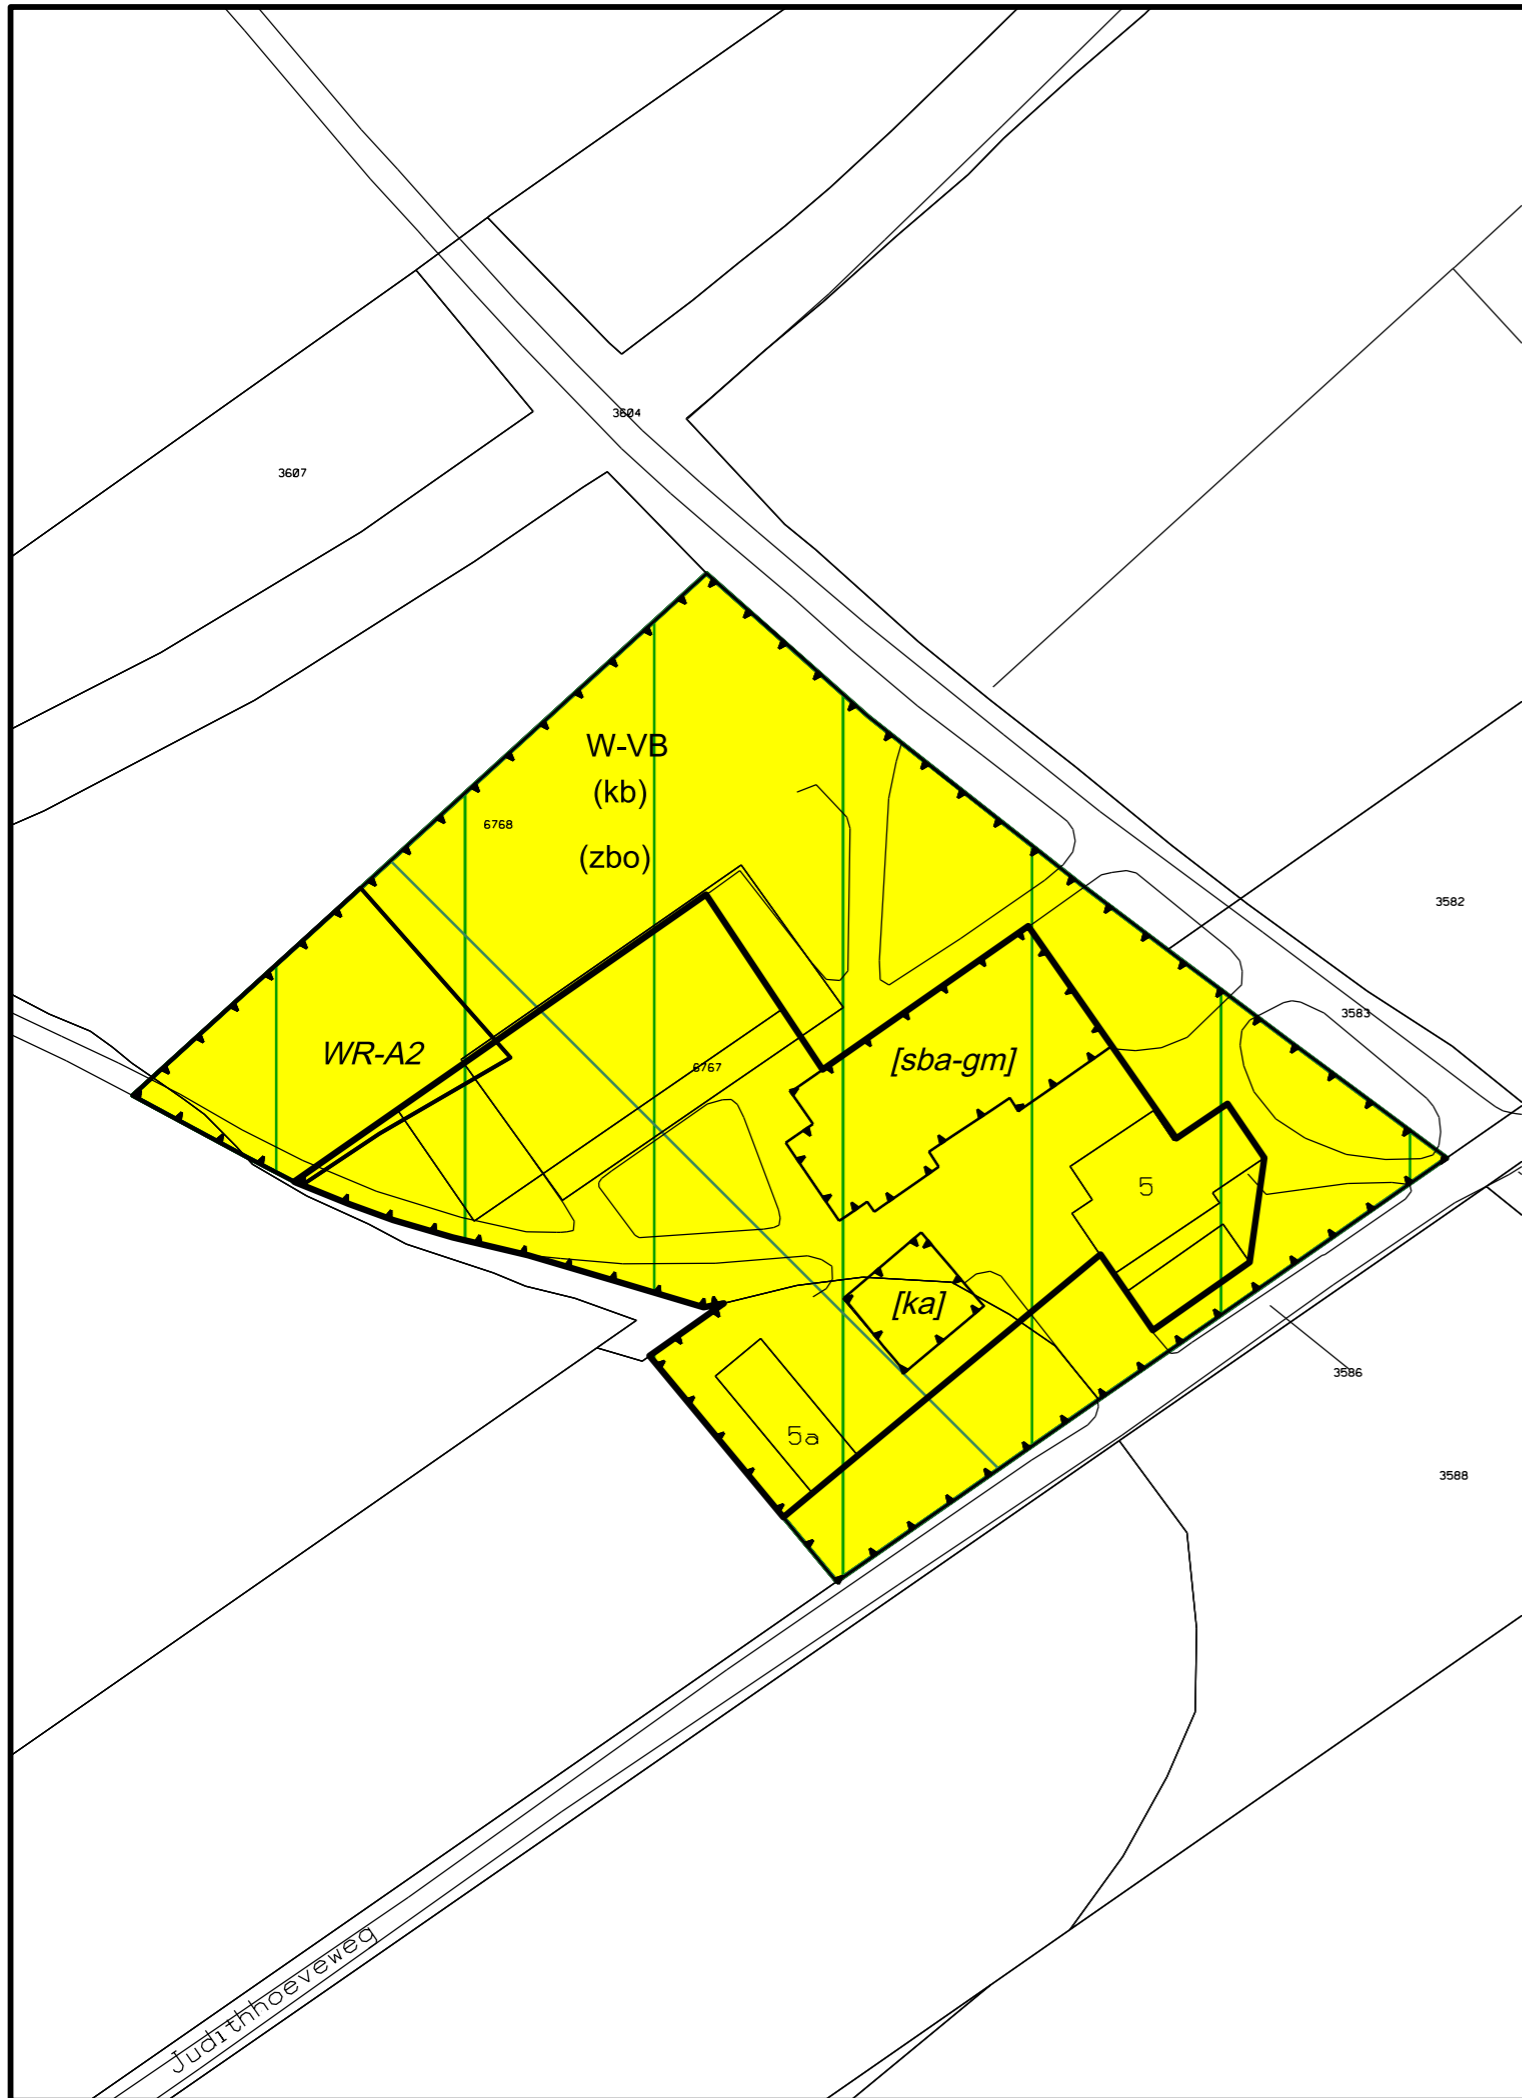 3604
3607
W-VB
(kb)
6768
(zbo)
3582
3583
WR-A2
[sba-gm]
6767
5
[ka]
3586
5a
3588
Judithhoeveweg